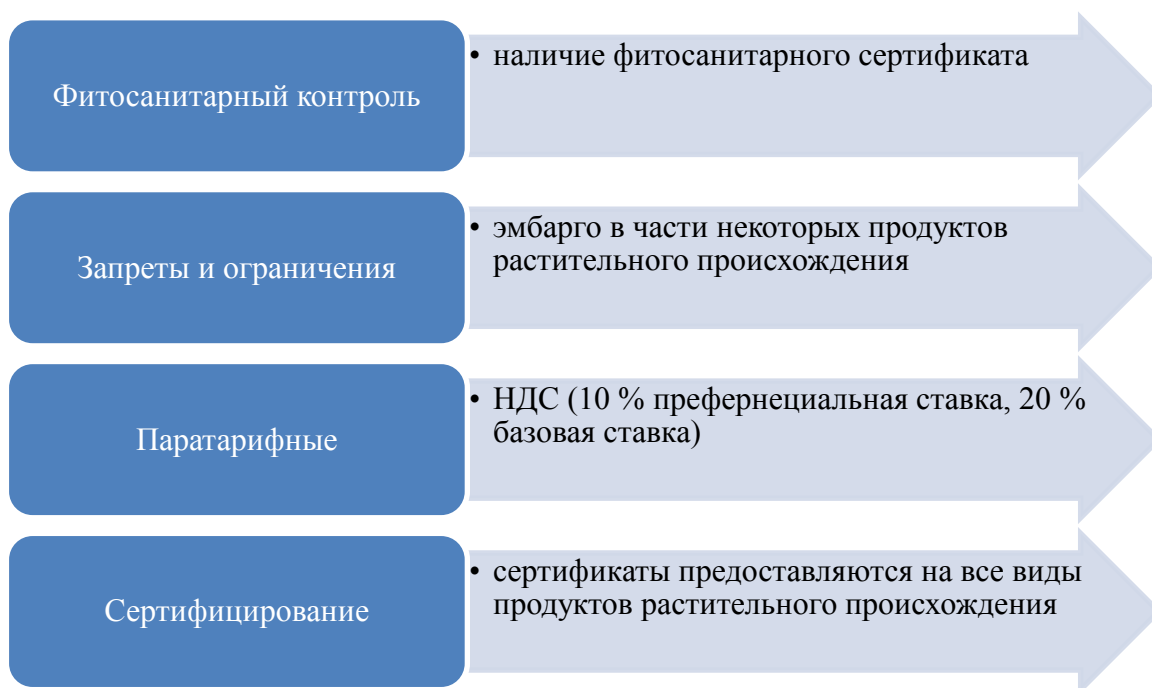 Фитосанитарный контроль
• наличие фитосанитарного сертификата
Запреты и ограничения
• эмбарго в части некоторых продуктов
растительного происхождения
Паратарифные
• НДС (10 % префернециальная ставка, 20 %
базовая ставка)
Сертифицирование
• сертификаты предоставляются на все виды
продуктов растительного происхождения